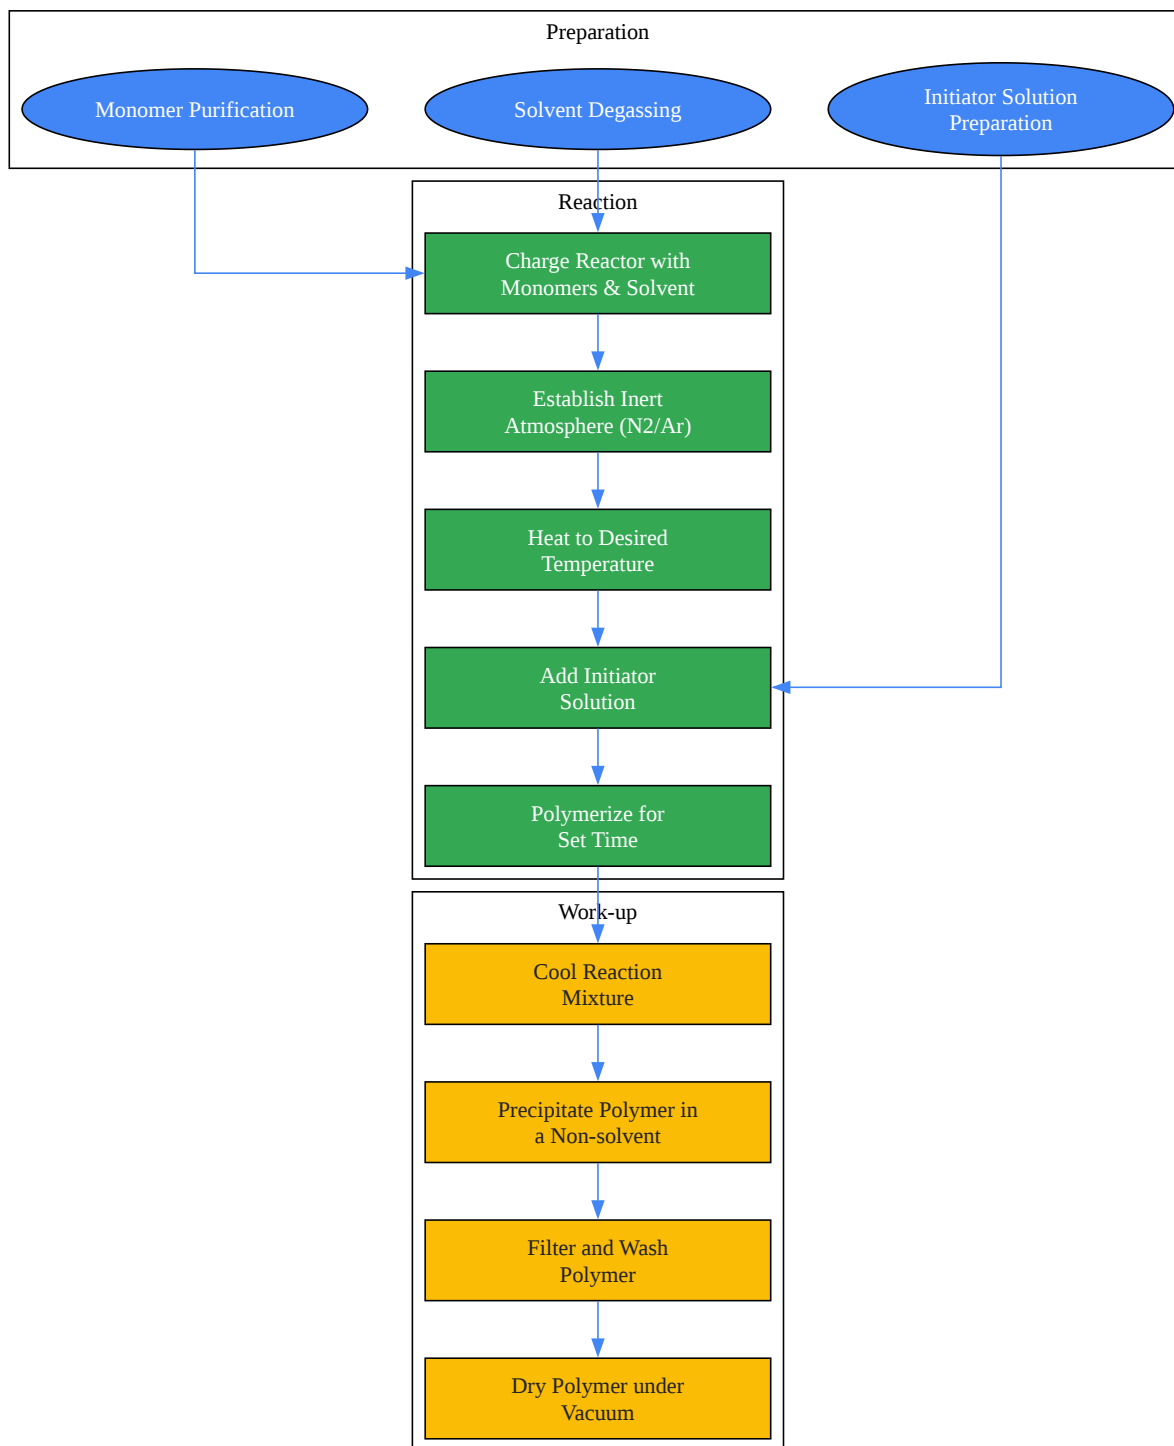 Preparation
Monomer Purification
Solvent Degassing
Initiator Solution
Preparation
Reaction
Charge Reactor with
Monomers & Solvent
Establish Inert
Atmosphere (N2/Ar)
Heat to Desired
Temperature
Add Initiator
Solution
Polymerize for
Set Time
Work-up
Cool Reaction
Mixture
Precipitate Polymer in
a Non-solvent
Filter and Wash
Polymer
Dry Polymer under
Vacuum